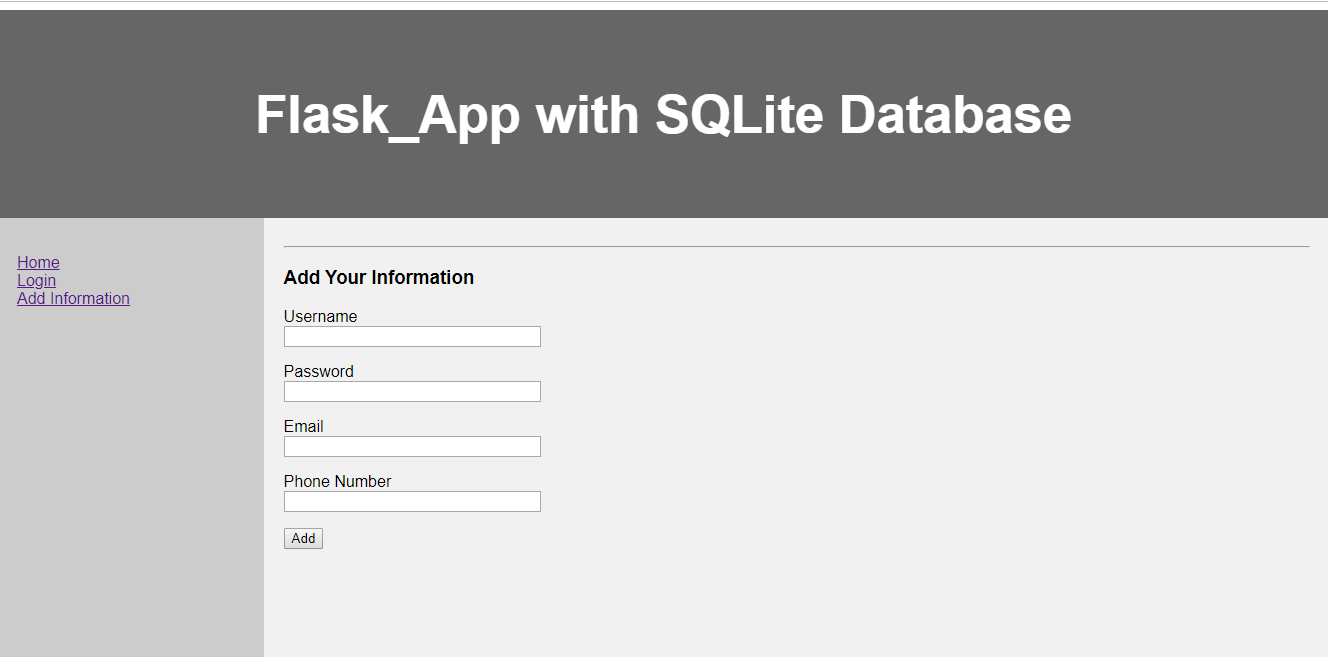 Flask_App with SQLite Database
Home
Login
Add Information
Add Your Information
Username
Password
Email
Phone Number
Add